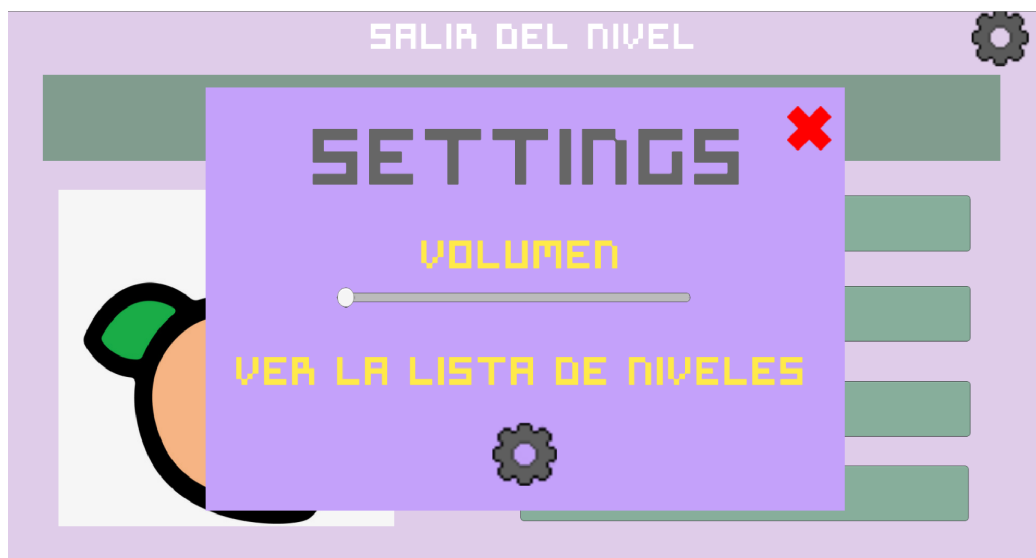 SALIR DEL NIVEL
SETTINGS
VOLUMEN
VER LA LISTA DE NIVELES